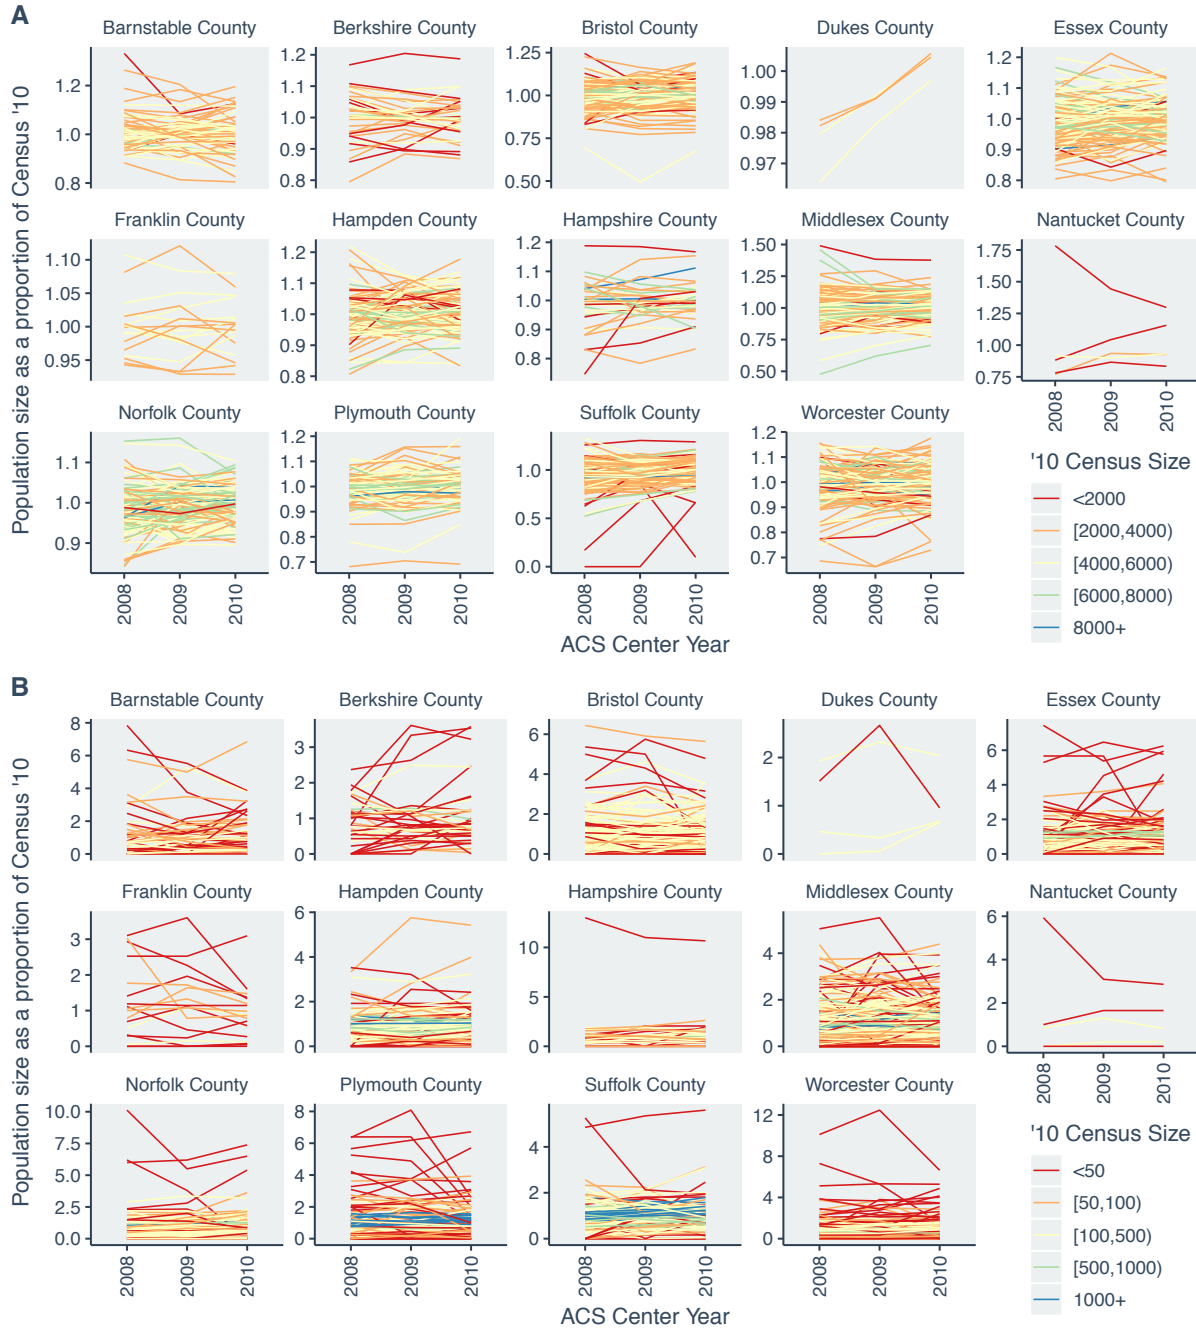 A
Barnstable County Berkshire County Bristol County Dukes County Essex County
Population size as a proportion of Census '10
1.2 1.0 0.8
1.2 1.1 1.0 0.9 0.8
1.25 1.00 0.75 0.50
1.00 0.99 0.98 0.97
1.2 1.1 1.0 0.9 0.8
Franklin County Hampden County Hampshire County Middlesex County Nantucket County
1.10 1.05 1.00 0.95
1.2 1.1 1.0 0.9 0.8
1.2 1.1 1.0 0.9 0.8
1.50 1.25 1.00 0.75 0.50
1.75 1.50 1.25 1.00 0.75
2008 2009 2010
Norfolk County Plymouth County Suffolk County Worcester County
1.1 1.0 0.9
1.2 1.1 1.0 0.9 0.8 0.7
1.0 0.5 0.0
1.2 1.1 1.0 0.9 0.8 0.7
2008 2009 2010 2008 2009 2010 2008 2009 2010 2008 2009 2010
ACS Center Year
'10 Census Size
<2000
[2000,4000)
[4000,6000)
[6000,8000)
8000+
B
Barnstable County Berkshire County Bristol County Dukes County Essex County
Population size as a proportion of Census '10
8 6 4 2 0
3 2 1 0
6 4 2 0
2 1 0
6 4 2 0
Franklin County Hampden County Hampshire County Middlesex County Nantucket County
3 2 1 0
6 4 2 0
10 5 0
4 2 0
6 4 2 0
2008 2009 2010
Norfolk County Plymouth County Suffolk County Worcester County
10.0 7.5 5.0 2.5 0.0
8 6 4 2 0
4 2 0
12 8 4 0
2008 2009 2010 2008 2009 2010 2008 2009 2010 2008 2009 2010
ACS Center Year
'10 Census Size
<50
[50,100)
[100,500)
[500,1000)
1000+